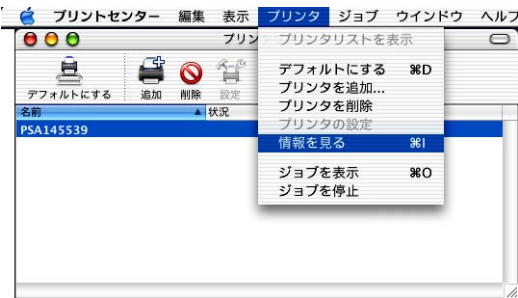 プリントセンター 編集 表示 プリンタ ジョブ ウインドウ ヘルプ
プリン
プリンタリストを表示
デフォルトにする ⌘D
プリンタを追加...
プリンタを削除
プリンタの設定
情報を見る ⌘I
ジョブを表示 ⌘O
ジョブを停止
デフォルトにする 追加 削除 設定
名前 状況
PSA145539